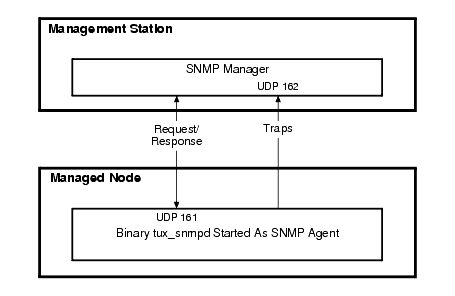 Management Station
SNMP Manager
UDP 162
Request/
Response
Traps
Managed Node
UDP 161
Binary tux_snmpd Started As SNMP Agent